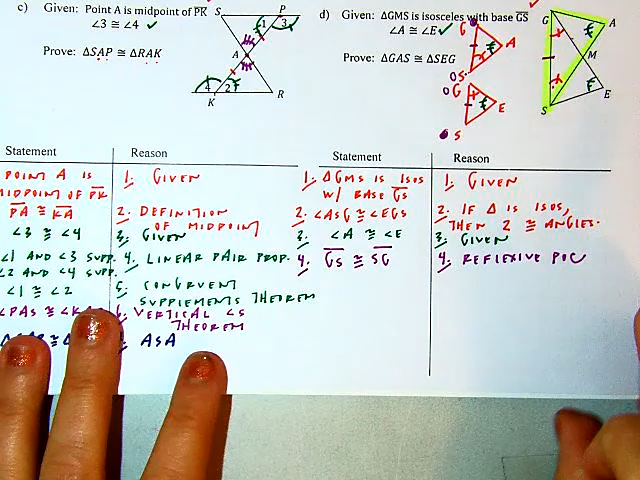 c) Given: Point A is midpoint of PK
∠3 ≅ ∠4 ✓
Prove: ΔSAP ≅ ΔRAK
S
P
1
3
A
4
2
K
R
d) Given: ΔGMS is isosceles with base GS
∠A ≅ ∠E ✓
Prove: ΔGAS ≅ ΔSEG
G
A
S
G
E
S
G
A
M
E
S
Statement
Reason
POINT A IS
MIDPOINT OF PK
1. GIVEN
PA ≅ KA
2. DEFINITION
OF MIDPOINT
∠3 ≅ ∠4
3. GIVEN
∠1 AND ∠3 SUPP.
∠2 AND ∠4 SUPP.
4. LINEAR PAIR PROP.
∠1 ≅ ∠2
5. CONGRUENT
SUPPLEMENTS THEOREM
∠PAS ≅
6. VERTICAL ∠S
THEOREM
ASA
Statement
Reason
1. ΔGMS IS ISOS
W/ BASE GS
1. GIVEN
2. ∠ASG ≅ ∠EGS
2. IF Δ IS ISOS,
THEN 2 ≅ ANGLES.
3. ∠A ≅ ∠E
3. GIVEN
4. GS ≅ SG
4. REFLEXIVE POC